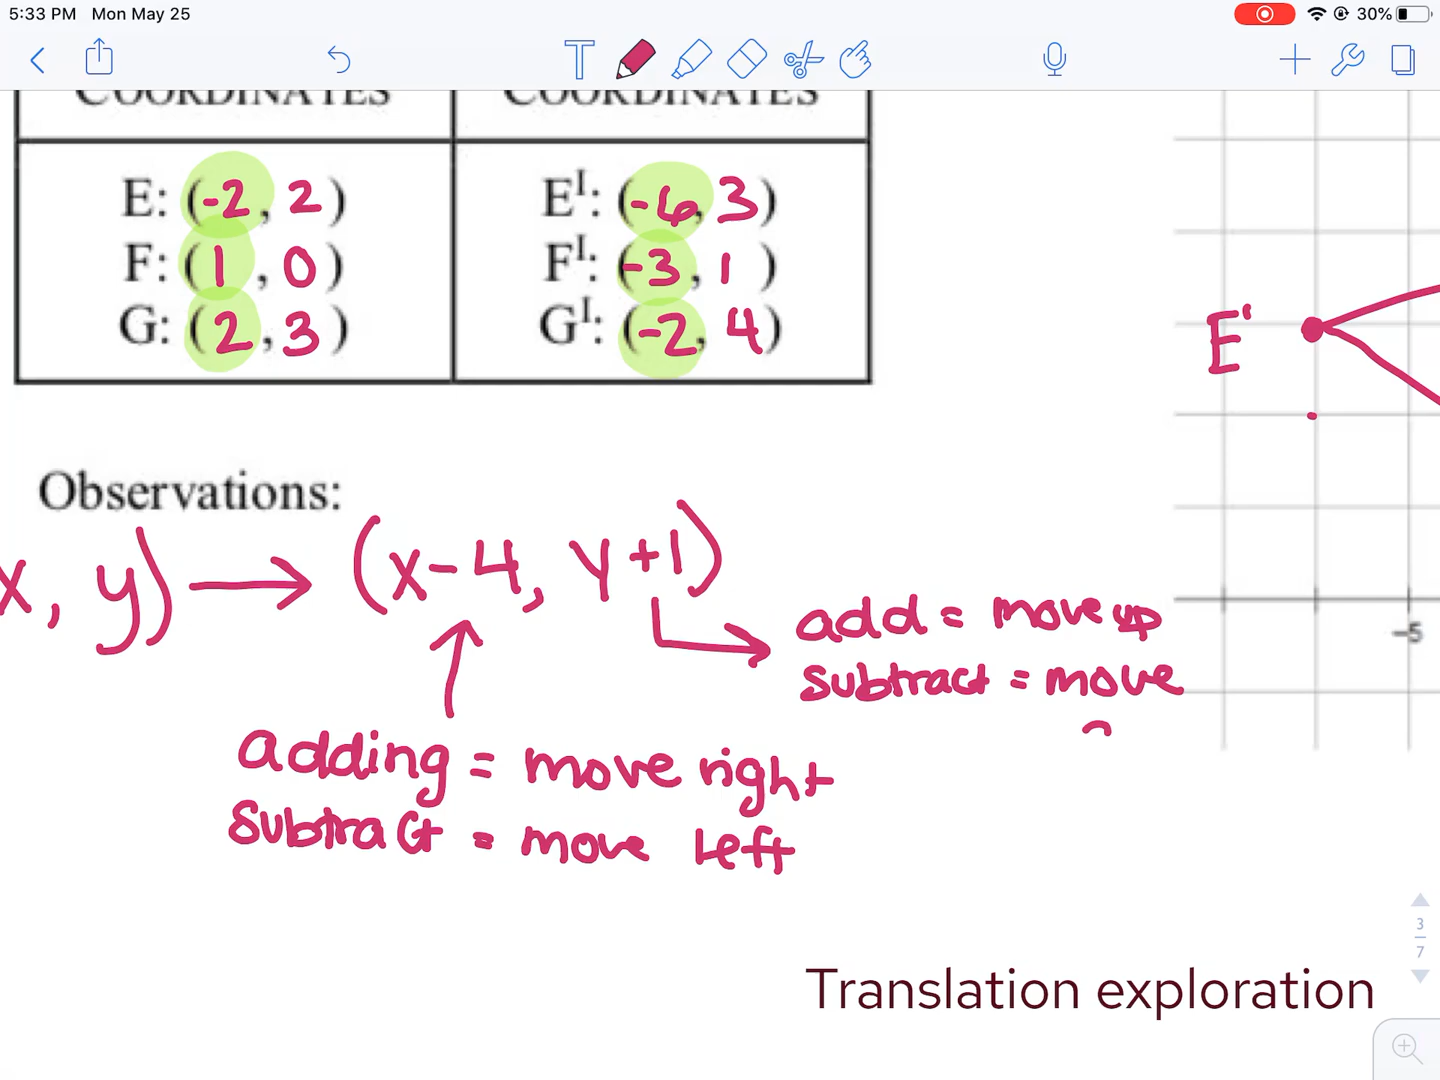 5:33 PM Mon May 25
30%
COORDINATES COORDINATES
E: (-2, 2) E': (-6, 3)
F: (1, 0) F': (-3, 1)
G: (2, 3) G': (-2, 4)
E'
Observations:
x, y) → (x-4, y+1)
add = move up
-5
subtract = move
adding = move right
subtract = move left
3
7
Translation exploration